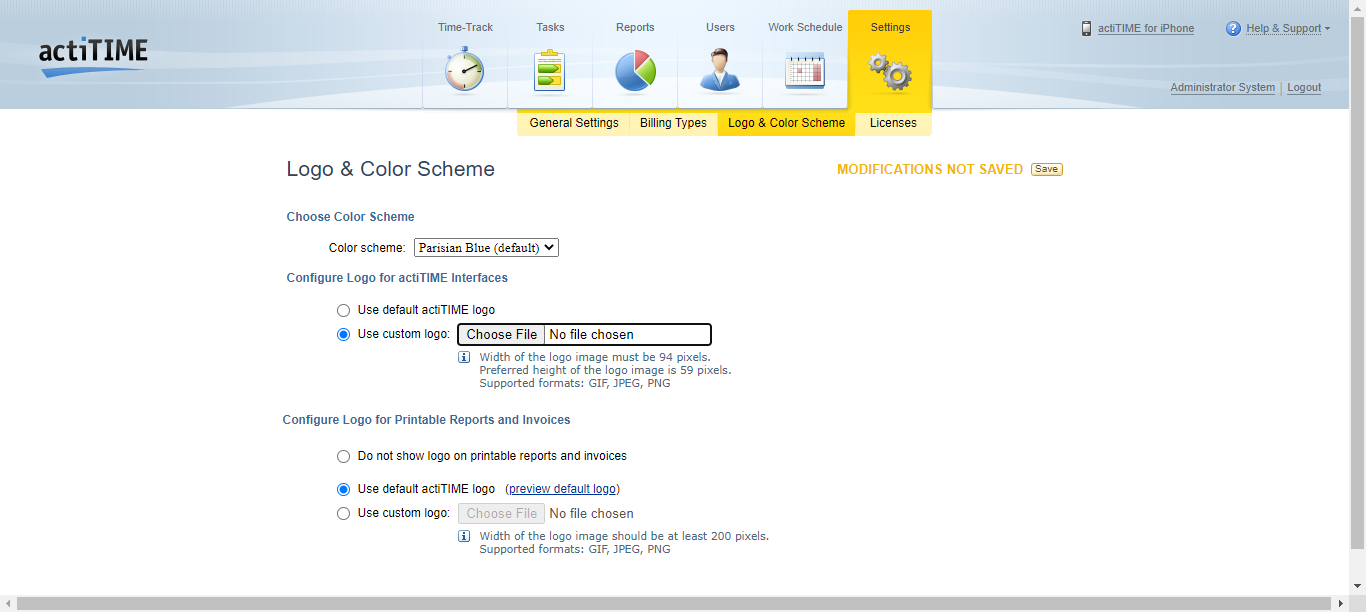 actiTIME
Time-Track
Tasks
Reports
Users
Work Schedule
Settings
actiTIME for iPhone
? Help & Support
Administrator System | Logout
General Settings
Billing Types
Logo & Color Scheme
Licenses
Logo & Color Scheme
MODIFICATIONS NOT SAVED Save
Choose Color Scheme
Color scheme: Parisian Blue (default)
Configure Logo for actiTIME Interfaces
Use default actiTIME logo
Use custom logo: Choose File No file chosen
i Width of the logo image must be 94 pixels.
Preferred height of the logo image is 59 pixels.
Supported formats: GIF, JPEG, PNG
Configure Logo for Printable Reports and Invoices
Do not show logo on printable reports and invoices
Use default actiTIME logo (preview default logo)
Use custom logo: Choose File No file chosen
i Width of the logo image should be at least 200 pixels.
Supported formats: GIF, JPEG, PNG